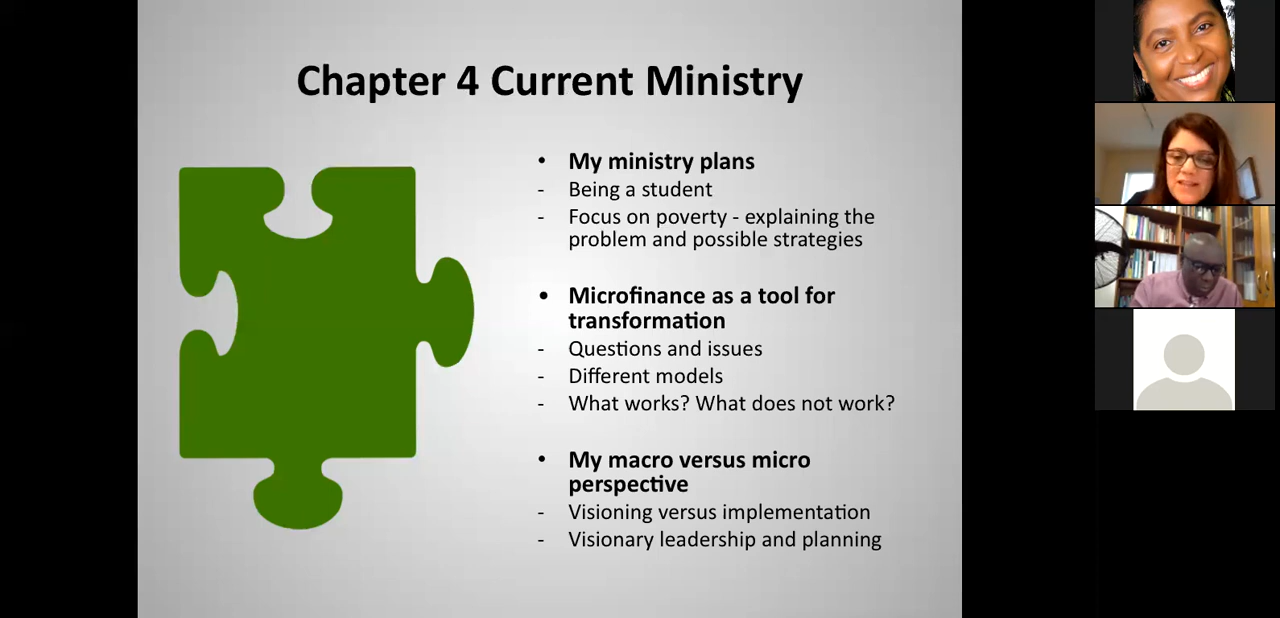 Chapter 4 Current Ministry
• My ministry plans
- Being a student
- Focus on poverty - explaining the
problem and possible strategies
• Microfinance as a tool for
transformation
- Questions and issues
- Different models
- What works? What does not work?
• My macro versus micro
perspective
- Visioning versus implementation
- Visionary leadership and planning